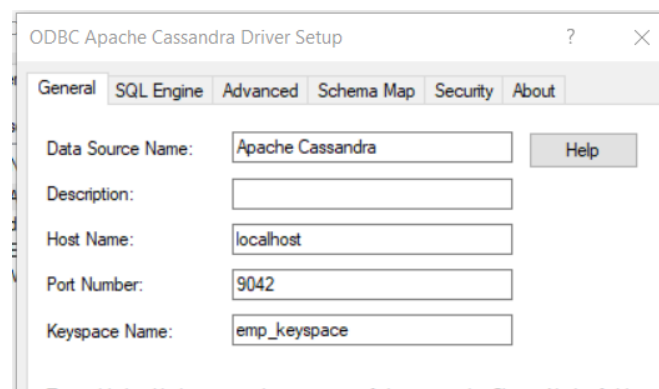 ODBC Apache Cassandra Driver Setup ?
General SQL Engine Advanced Schema Map Security About
Data Source Name: Apache Cassandra Help
Description:
Host Name: localhost
Port Number: 9042
Keyspace Name: emp_keyspace